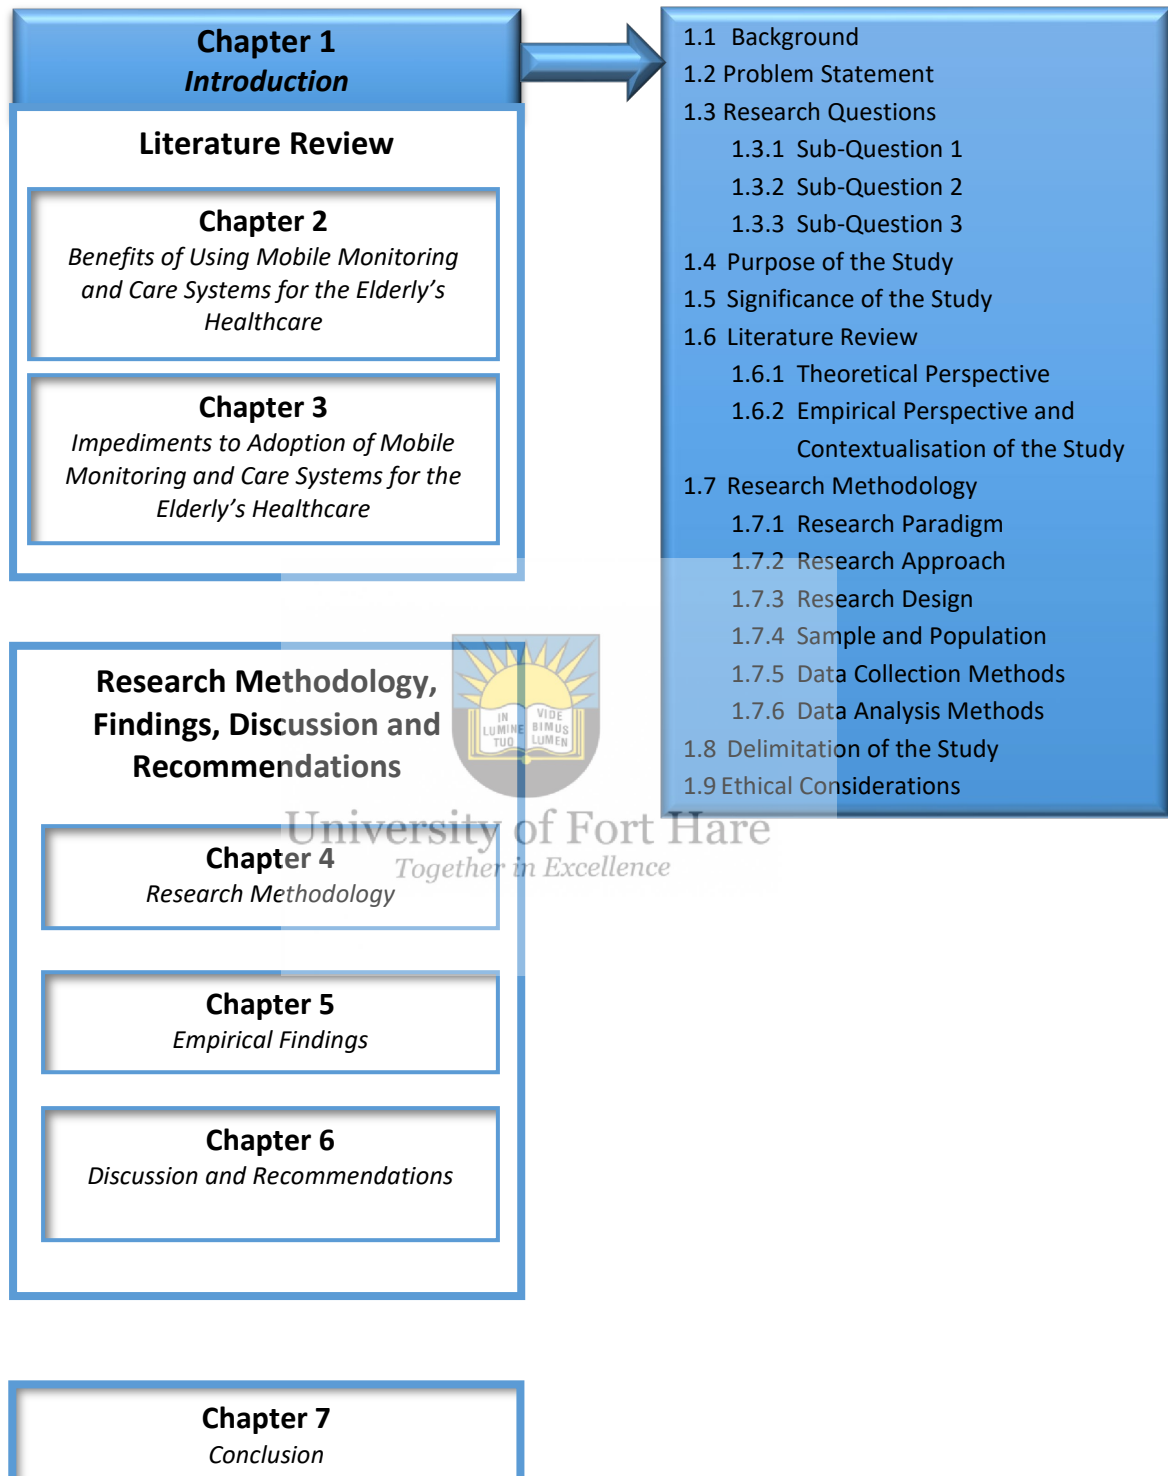 Chapter 1
Introduction
Literature Review
Chapter 2
Benefits of Using Mobile Monitoring
and Care Systems for the Elderly's
Healthcare
Chapter 3
Impediments to Adoption of Mobile
Monitoring and Care Systems for the
Elderly's Healthcare
Research Methodology,
Findings, Discussion and
Recommendations
Chapter 4
Research Methodology
Chapter 5
Empirical Findings
Chapter 6
Discussion and Recommendations
Chapter 7
Conclusion
1.1 Background
1.2 Problem Statement
1.3 Research Questions
1.3.1 Sub-Question 1
1.3.2 Sub-Question 2
1.3.3 Sub-Question 3
1.4 Purpose of the Study
1.5 Significance of the Study
1.6 Literature Review
1.6.1 Theoretical Perspective
1.6.2 Empirical Perspective and
Contextualisation of the Study
1.7 Research Methodology
1.7.1 Research Paradigm
1.7.2 Research Approach
1.7.3 Research Design
1.7.4 Sample and Population
1.7.5 Data Collection Methods
1.7.6 Data Analysis Methods
1.8 Delimitation of the Study
1.9 Ethical Considerations
IN
LUMINE
TUO
VIDE
BIMUS
LUMEN
University of Fort Hare
Together in Excellence